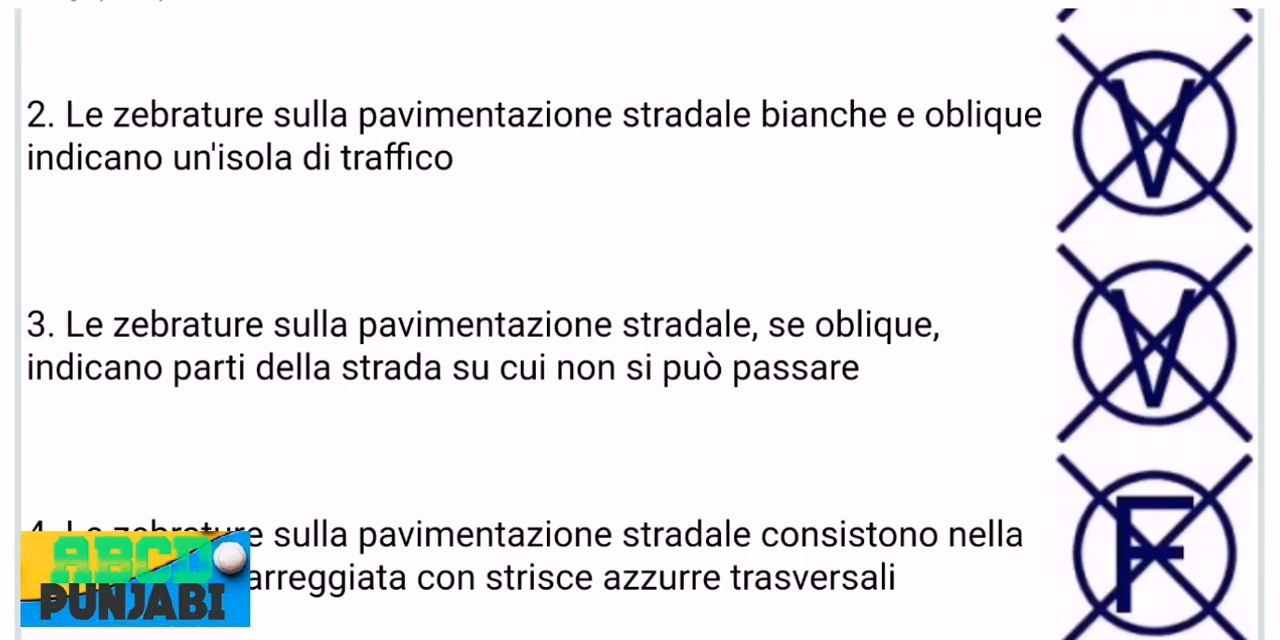 2. Le zebrature sulla pavimentazione stradale bianche e oblique
indicano un'isola di traffico
V
3. Le zebrature sulla pavimentazione stradale, se oblique,
indicano parti della strada su cui non si può passare
V
sulla pavimentazione stradale consistono nella
con strisce azzurre trasversali
F
ABCD
PUNJABI